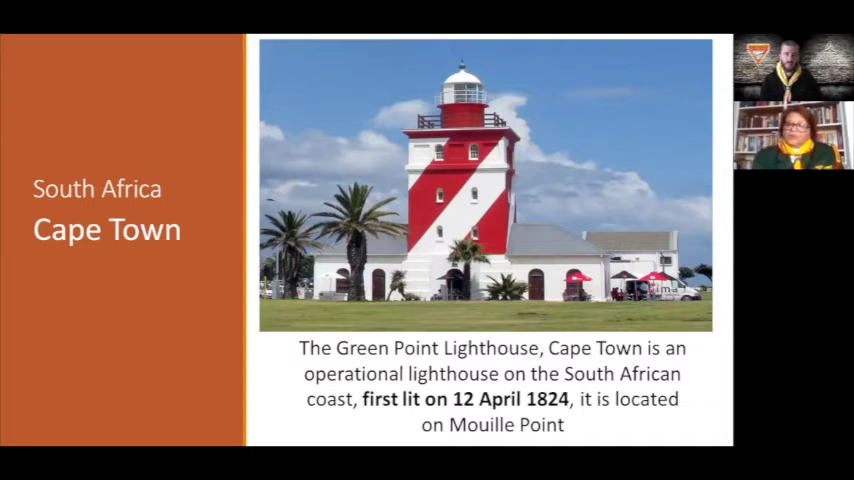 South Africa
Cape Town
The Green Point Lighthouse, Cape Town is an
operational lighthouse on the South African
coast, first lit on 12 April 1824, it is located
on Mouille Point